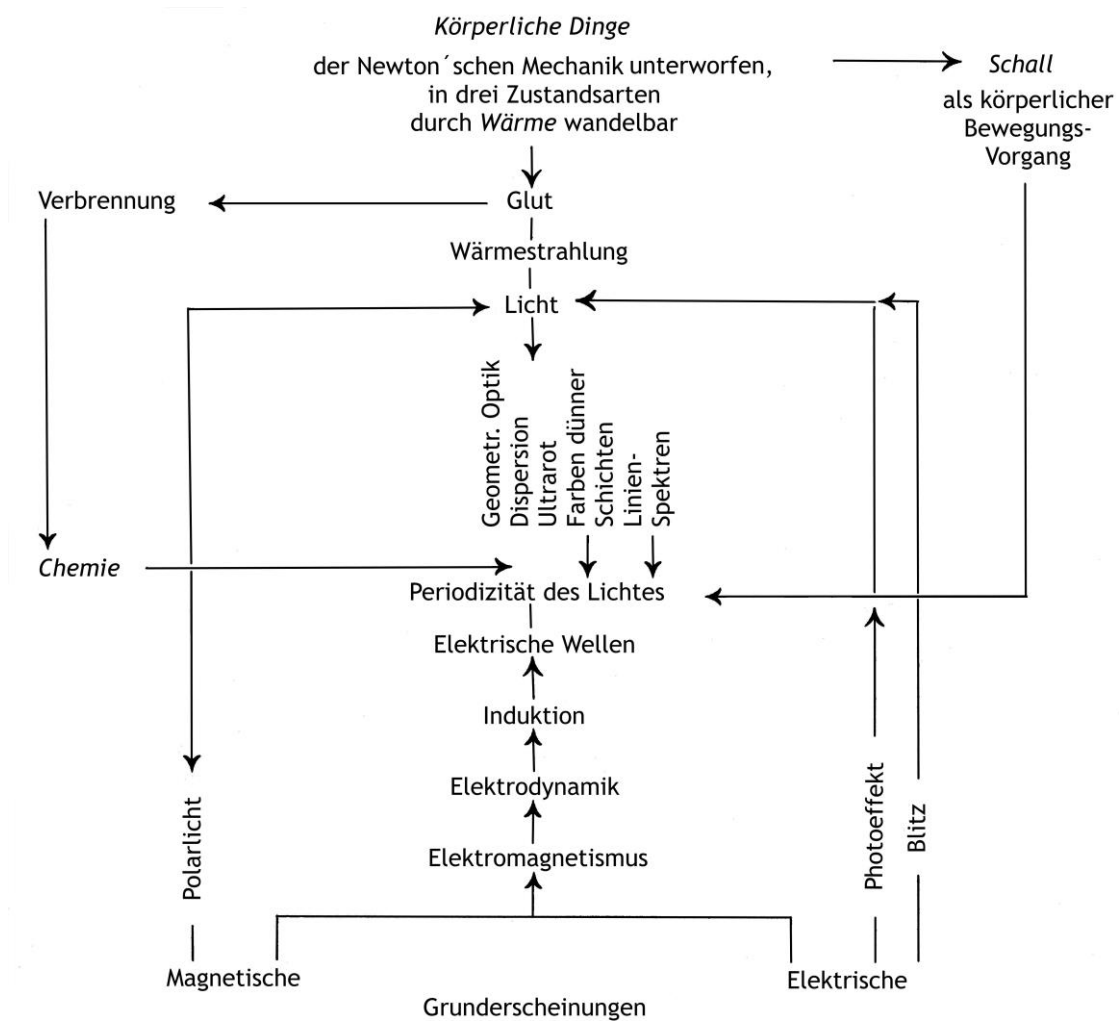 Körperliche Dinge
der Newton´schen Mechanik unterworfen,
in drei Zustandsarten
durch Wärme wandelbar
Schall
als körperlicher
Bewegungs-
Vorgang
Verbrennung
Glut
Wärmestrahlung
Licht
Geometr. Optik
Dispersion
Ultrarot
Farben dünner
Schichten
Linien-
Spektren
Chemie
Periodizität des Lichtes
Elektrische Wellen
Induktion
Elektrodynamik
Elektromagnetismus
Polarlicht
Photoeffekt
Blitz
Magnetische
Elektrische
Grunderscheinungen